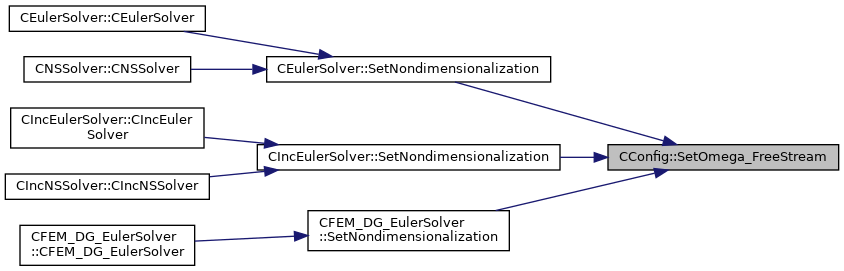 CEulerSolver::CEulerSolver
CNSSolver::CNSSolver
CEulerSolver::SetNondimensionalization
CIncEulerSolver::CIncEuler
Solver
CIncEulerSolver::SetNondimensionalization
CConfig::SetOmega_FreeStream
CIncNSSolver::CIncNSSolver
CFEM_DG_EulerSolver
::SetNondimensionalization
CFEM_DG_EulerSolver
::CFEM_DG_EulerSolver